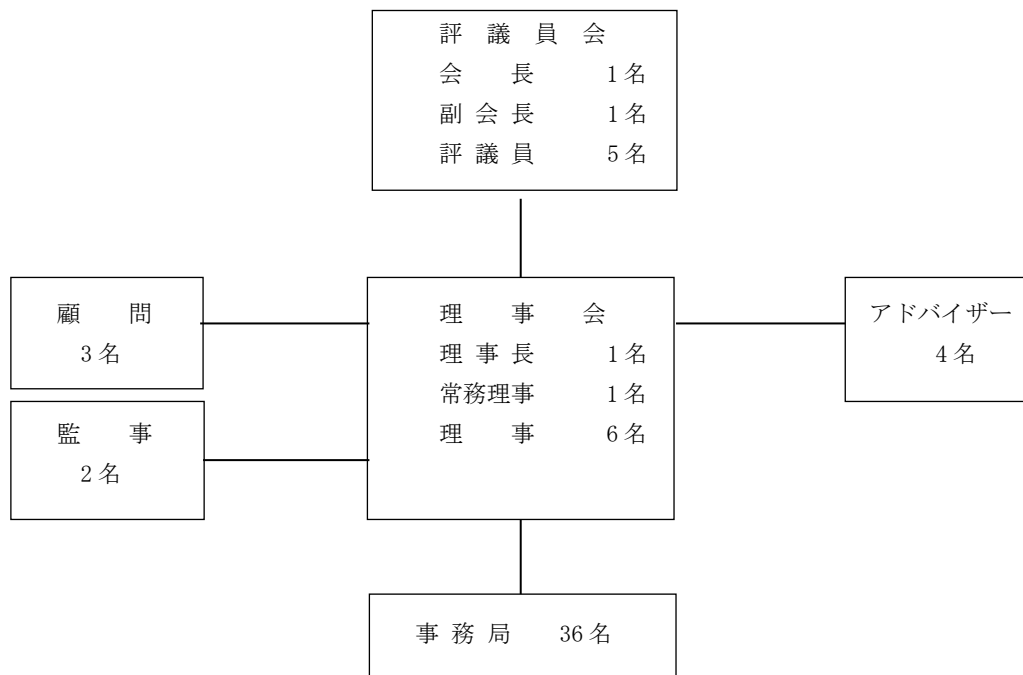 評　議　員　会
会　　長　　　1 名
副 会 長　　　1 名
評 議 員　　　5 名
顧　　問
3 名
監　　事
2 名
理　　事　　会
理 事 長　　　1 名
常務理事　　　1 名
理　　事　　　6 名
アドバイザー
4 名
事 務 局　　36 名